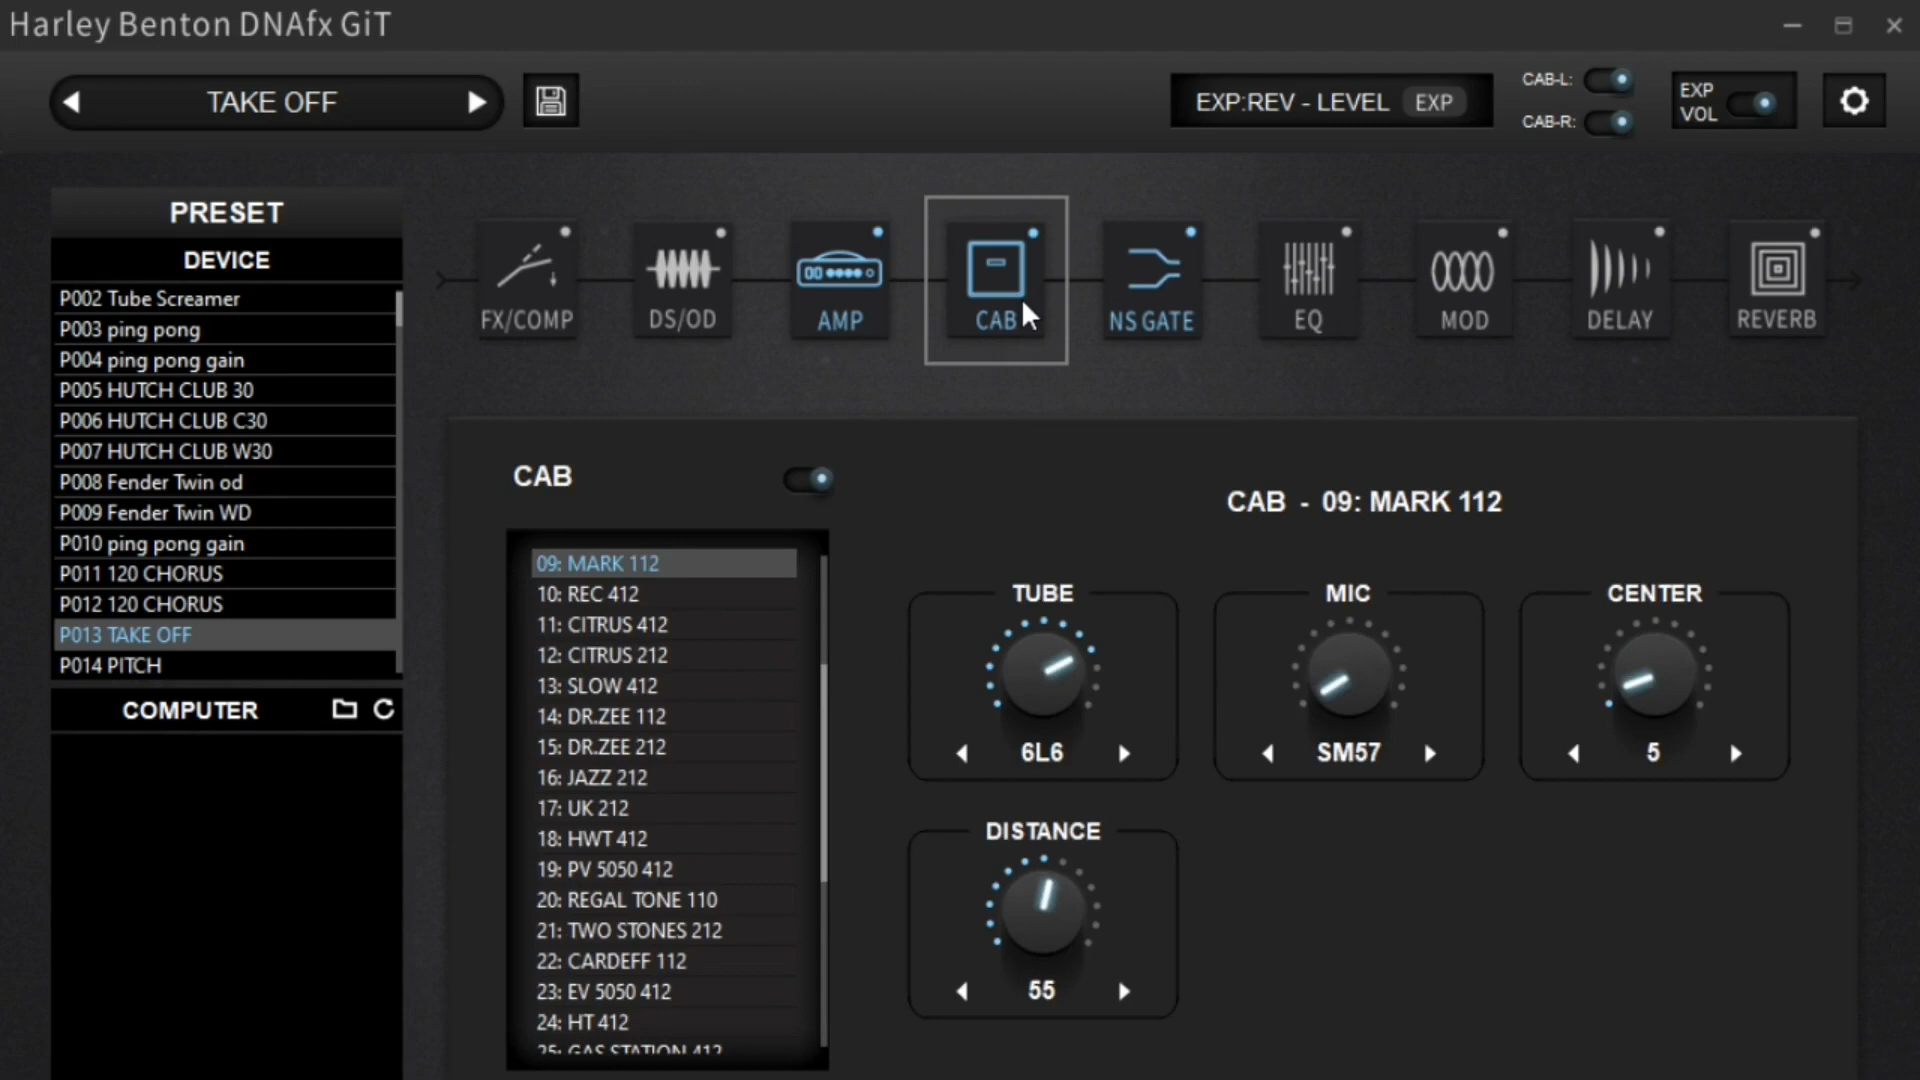 Harley Benton DNAfx GiT
TAKE OFF
EXP:REV - LEVEL EXP
CAB-L:
CAB-R:
EXP
VOL
PRESET
DEVICE
P002 Tube Screamer
P003 ping pong
P004 ping pong gain
P005 HUTCH CLUB 30
P006 HUTCH CLUB C30
P007 HUTCH CLUB W30
P008 Fender Twin od
P009 Fender Twin WD
P010 ping pong gain
P011 120 CHORUS
P012 120 CHORUS
P013 TAKE OFF
P014 PITCH
COMPUTER
FX/COMP
DS/OD
AMP
CAB
NS GATE
EQ
MOD
DELAY
REVERB
CAB
09: MARK 112
10: REC 412
11: CITRUS 412
12: CITRUS 212
13: SLOW 412
14: DR.ZEE 112
15: DR.ZEE 212
16: JAZZ 212
17: UK 212
18: HWT 412
19: PV 5050 412
20: REGAL TONE 110
21: TWO STONES 212
22: CARDEFF 112
23: EV 5050 412
24: HT 412
25: GAS STATION 412
CAB - 09: MARK 112
TUBE
6L6
MIC
SM57
CENTER
5
DISTANCE
55